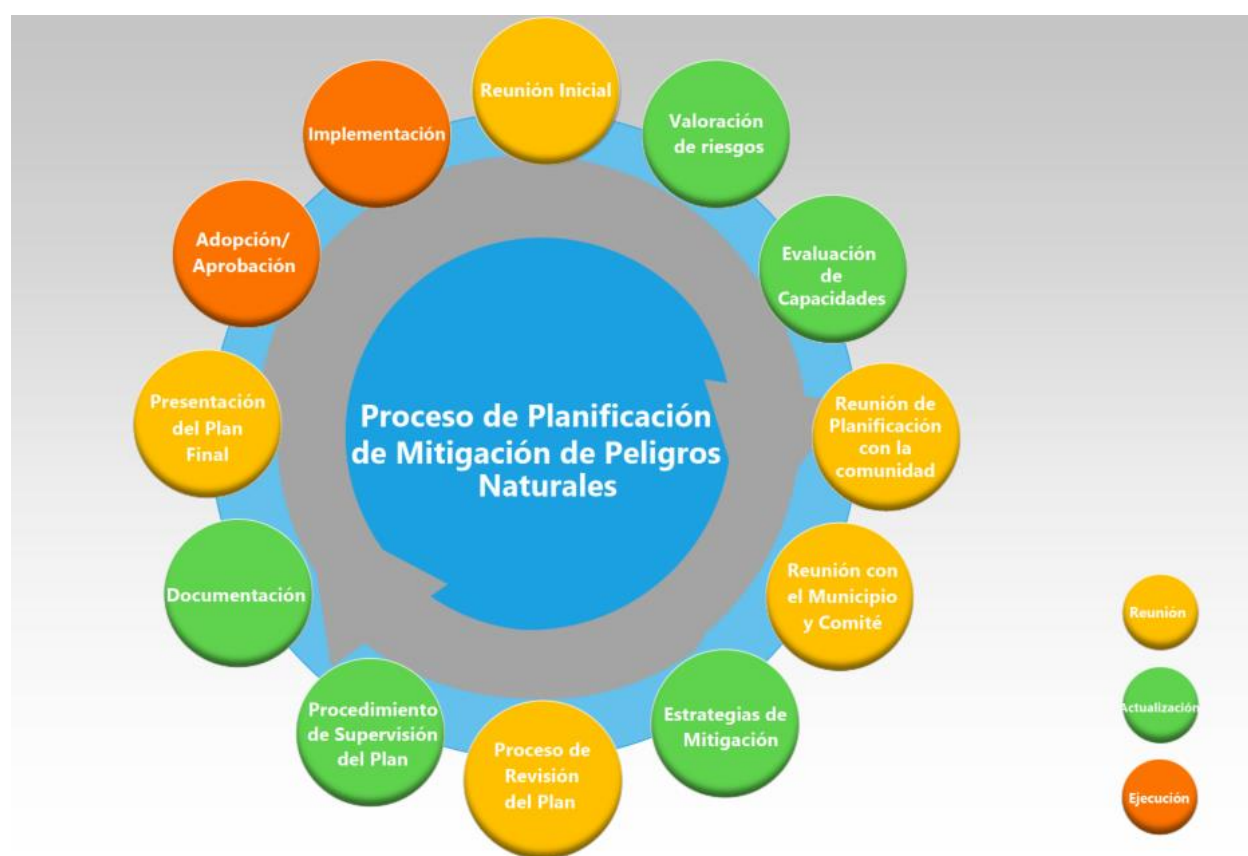 Reunión Inicial
Valoración
de riesgos
Evaluación
de
Capacidades
Reunión de
Planificación
con la
comunidad
Reunión con
el Municipio
y Comité
Estrategias de
Mitigación
Proceso de
Revisión
del Plan
Procedimiento
de Supervisión
del Plan
Documentación
Presentación
del Plan
Final
Adopción/
Aprobación
Implementación
Proceso de Planificación
de Mitigación de Peligros
Naturales
Reunión
Actualización
Ejecución